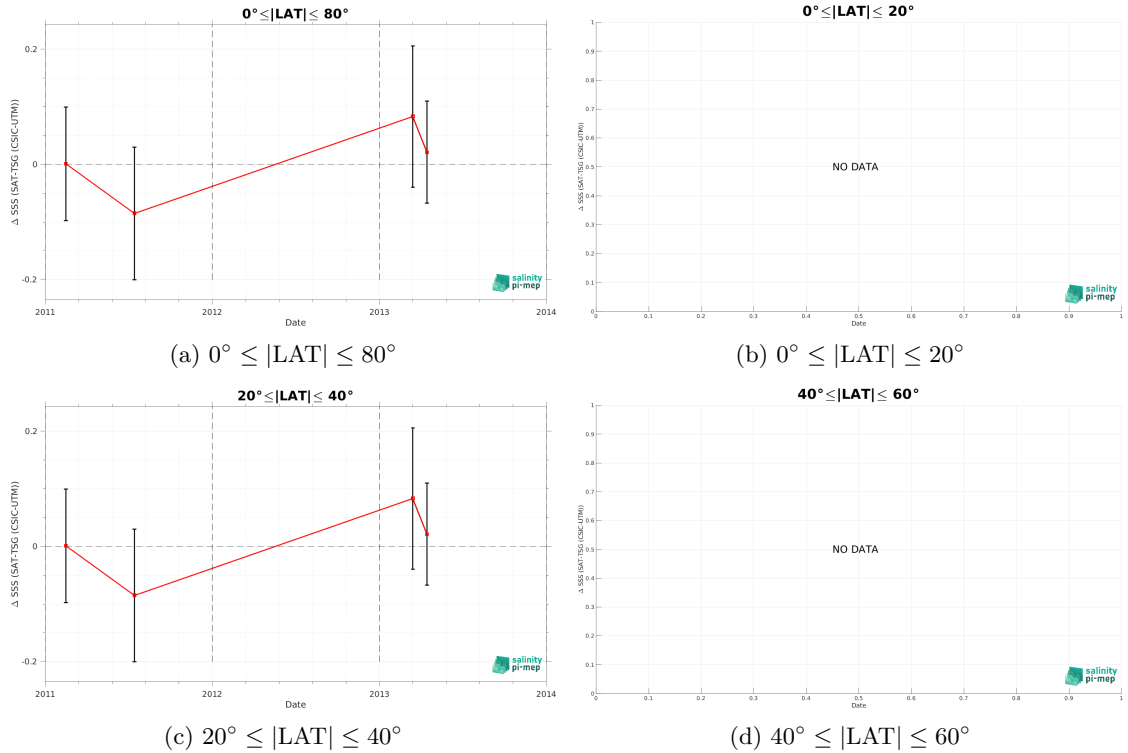 0°≤|LAT|≤ 80°
Δ SSS (SAT-TSG (CSIC-UTM))
0.2
0
-0.2
2011
2012
2013
2014
Date
salinity
pi-mep
(a) 0° ≤ |LAT| ≤ 80°
0°≤|LAT|≤ 20°
Δ SSS (SAT-TSG (CSIC-UTM))
1
0.9
0.8
0.7
0.6
0.5
0.4
0.3
0.2
0.1
0
NO DATA
0
0.1
0.2
0.3
0.4
0.5
0.6
0.7
0.8
0.9
1
Date
salinity
pi-mep
(b) 0° ≤ |LAT| ≤ 20°
20°≤|LAT|≤ 40°
Δ SSS (SAT-TSG (CSIC-UTM))
0.2
0
-0.2
2011
2012
2013
2014
Date
salinity
pi-mep
(c) 20° ≤ |LAT| ≤ 40°
40°≤|LAT|≤ 60°
Δ SSS (SAT-TSG (CSIC-UTM))
1
0.9
0.8
0.7
0.6
0.5
0.4
0.3
0.2
0.1
0
NO DATA
0
0.1
0.2
0.3
0.4
0.5
0.6
0.7
0.8
0.9
1
Date
salinity
pi-mep
(d) 40° ≤ |LAT| ≤ 60°